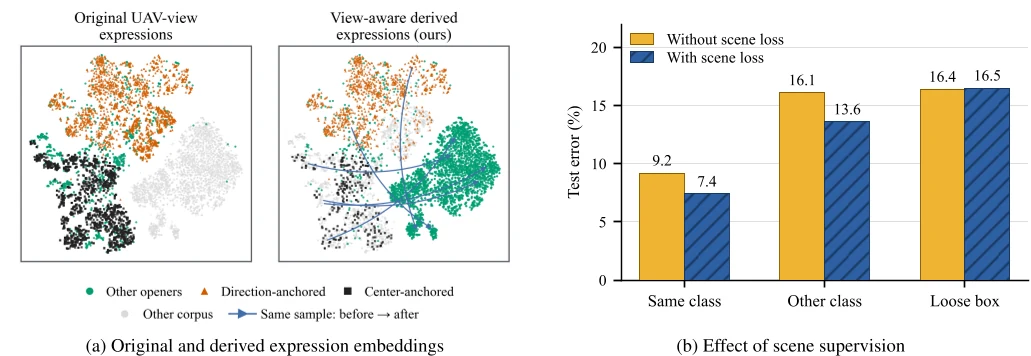 Original UAV-view
expressions
View-aware derived
expressions (ours)
Other openers
Direction-anchored
Center-anchored
Other corpus
Same sample: before → after
(a) Original and derived expression embeddings
Without scene loss
With scene loss
Test error (%)
20
15
10
5
0
9.2
7.4
16.1
13.6
16.4
16.5
Same class
Other class
Loose box
(b) Effect of scene supervision